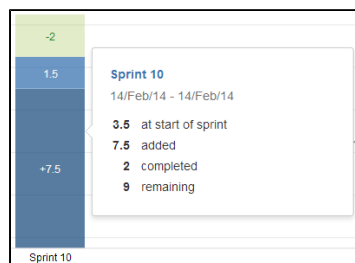 -2
1.5
+7.5
Sprint 10
Sprint 10
14/Feb/14 - 14/Feb/14
3.5 at start of sprint
7.5 added
2 completed
9 remaining